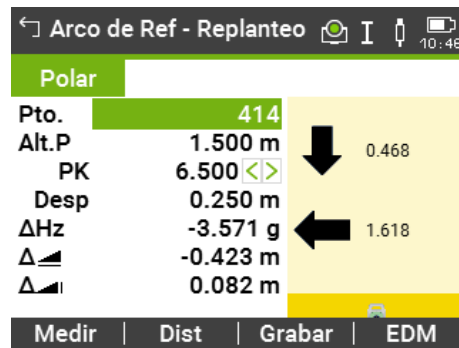 Arco de Ref - Replanteo I 10:46
Polar
Pto. 414
Alt.P 1.500 m
PK 6.500 < >
Desp 0.250 m
ΔHz -3.571 g
Δ -0.423 m
Δ 0.082 m
0.468
1.618
Medir | Dist | Grabar | EDM